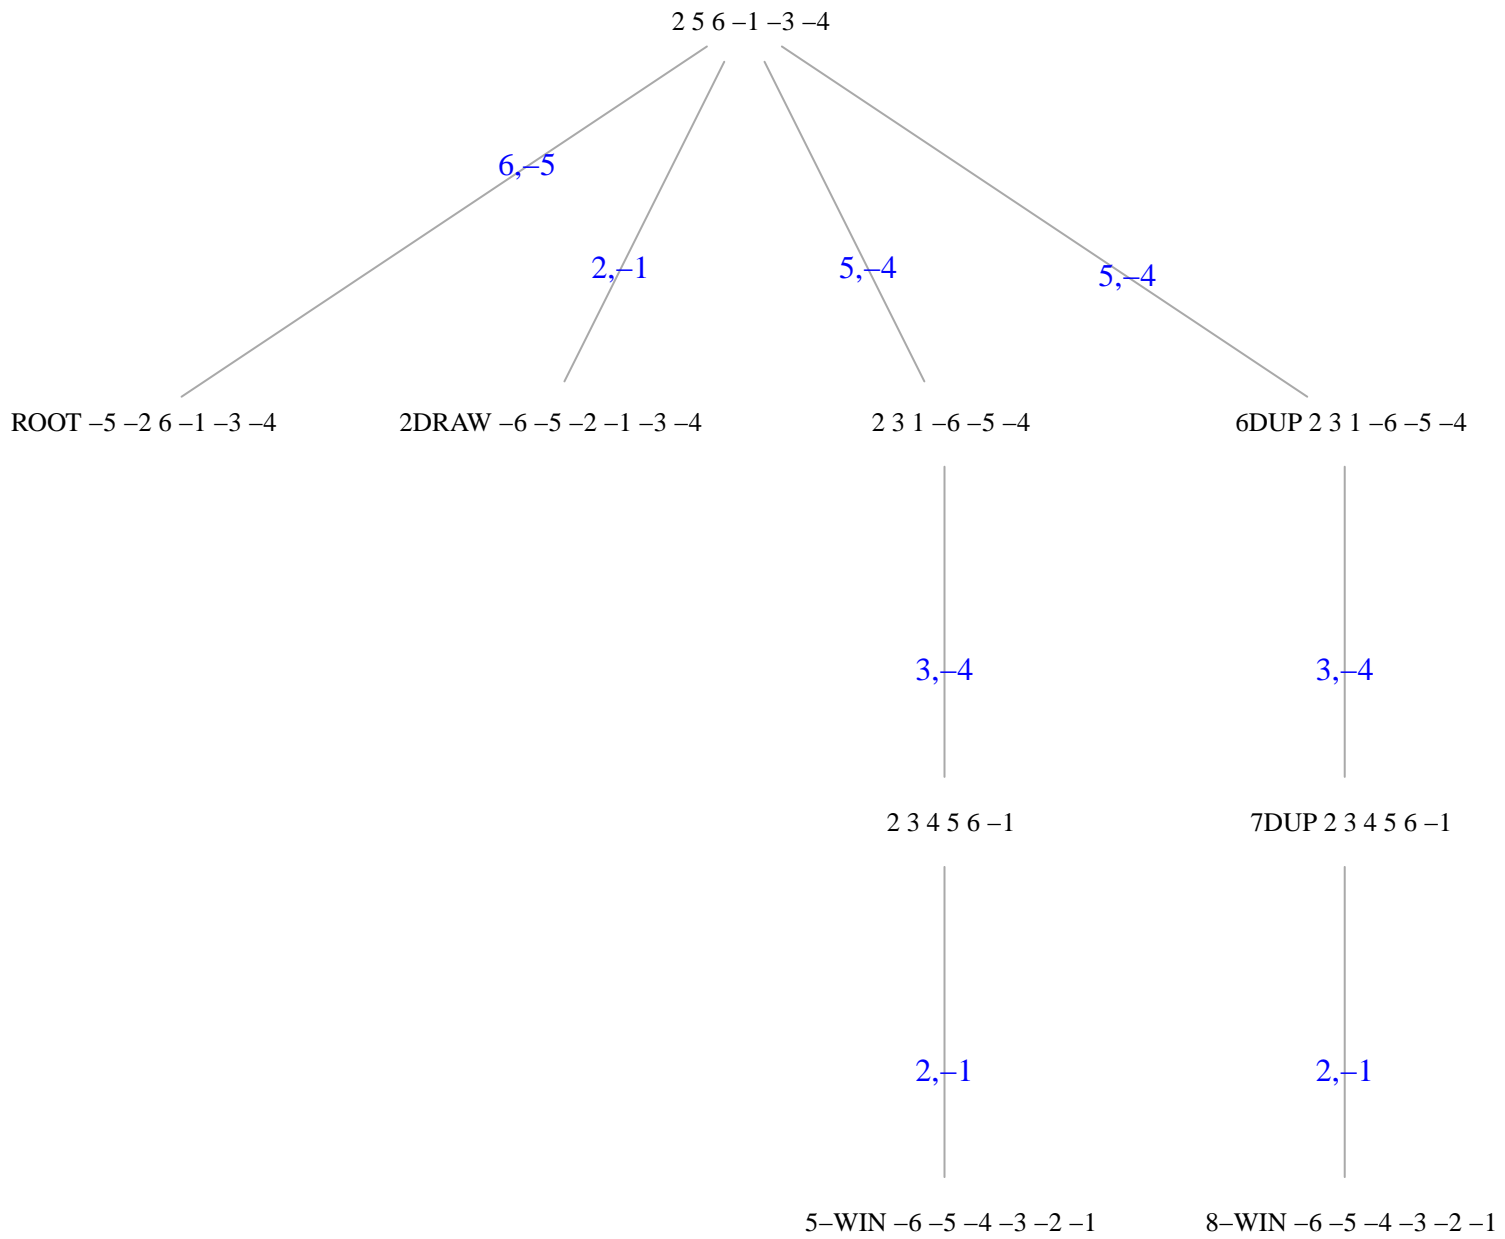 2 5 6 –1 –3 –4
6,–5
2,–1
5,–4
5,–4
ROOT –5 –2 6 –1 –3 –4
2DRAW –6 –5 –2 –1 –3 –4
2 3 1 –6 –5 –4
6DUP 2 3 1 –6 –5 –4
3,–4
3,–4
2 3 4 5 6 –1
7DUP 2 3 4 5 6 –1
2,–1
2,–1
5–WIN –6 –5 –4 –3 –2 –1
8–WIN –6 –5 –4 –3 –2 –1